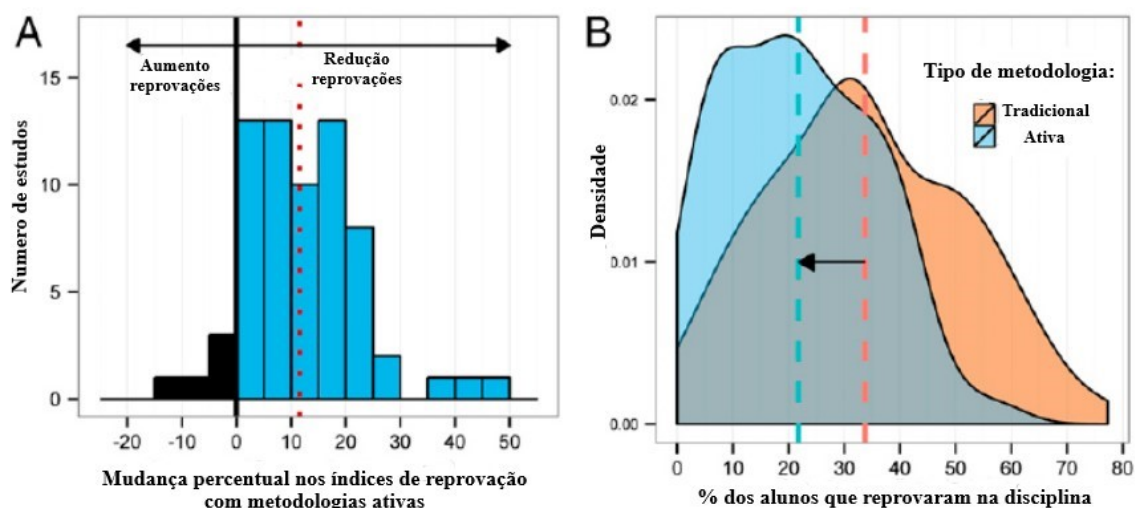 A
Aumento
reprovações
Redução
reprovações
Numero de estudos
15
10
5
0
-20 -10 0 10 20 30 40 50
Mudança percentual nos índices de reprovação
com metodologias ativas
B
Tipo de metodologia:
Tradicional
Ativa
Densidade
0.02
0.01
0.00
0 10 20 30 40 50 60 70 80
% dos alunos que reprovaram na disciplina